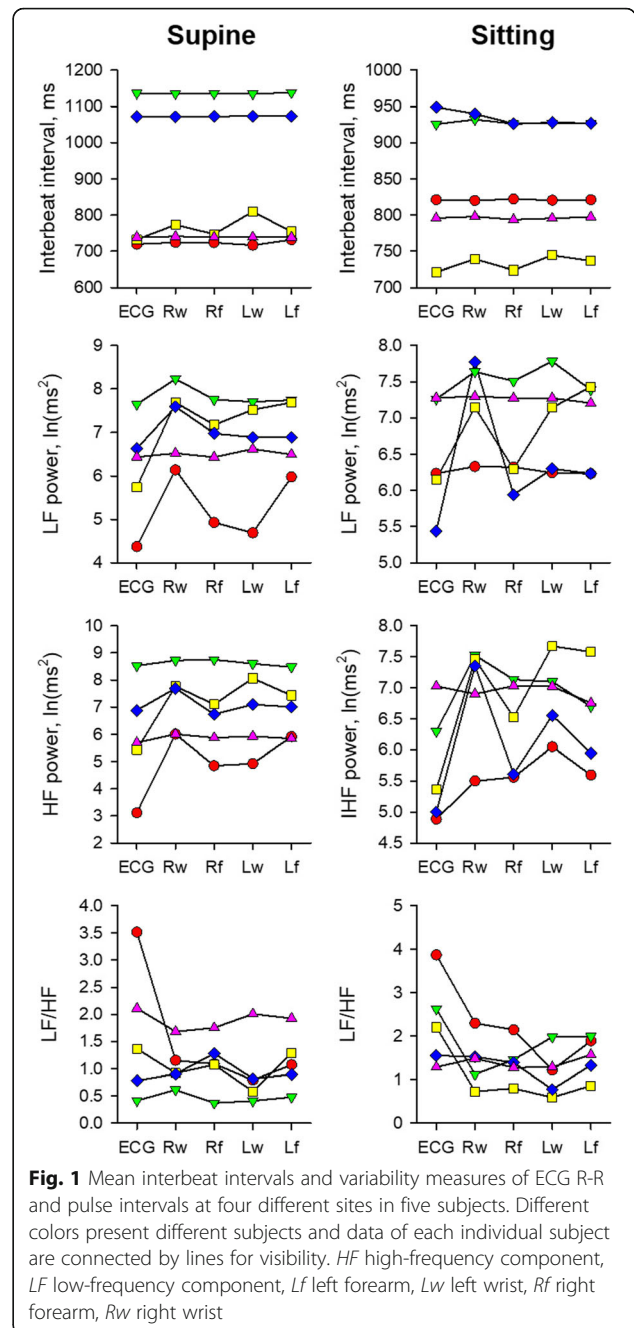 Supine
Sitting
Interbeat interval, ms
1200
1100
1000
900
800
700
600
ECG Rw Rf Lw Lf
Interbeat interval, ms
1000
950
900
850
800
750
700
ECG Rw Rf Lw Lf
LF power, ln(ms²)
9
8
7
6
5
4
ECG Rw Rf Lw Lf
LF power, ln(ms²)
8.0
7.5
7.0
6.5
6.0
5.5
5.0
ECG Rw Rf Lw Lf
HF power, ln(ms²)
10
9
8
7
6
5
4
3
2
ECG Rw Rf Lw Lf
IHF power, ln(ms²)
8.0
7.5
7.0
6.5
6.0
5.5
5.0
4.5
ECG Rw Rf Lw Lf
LF/HF
4.0
3.5
3.0
2.5
2.0
1.5
1.0
0.5
0.0
ECG Rw Rf Lw Lf
LF/HF
5
4
3
2
1
0
ECG Rw Rf Lw Lf
Fig. 1 Mean interbeat intervals and variability measures of ECG R-R
and pulse intervals at four different sites in five subjects. Different
colors present different subjects and data of each individual subject
are connected by lines for visibility. HF high-frequency component,
LF low-frequency component, Lf left forearm, Lw left wrist, Rf right
forearm, Rw right wrist